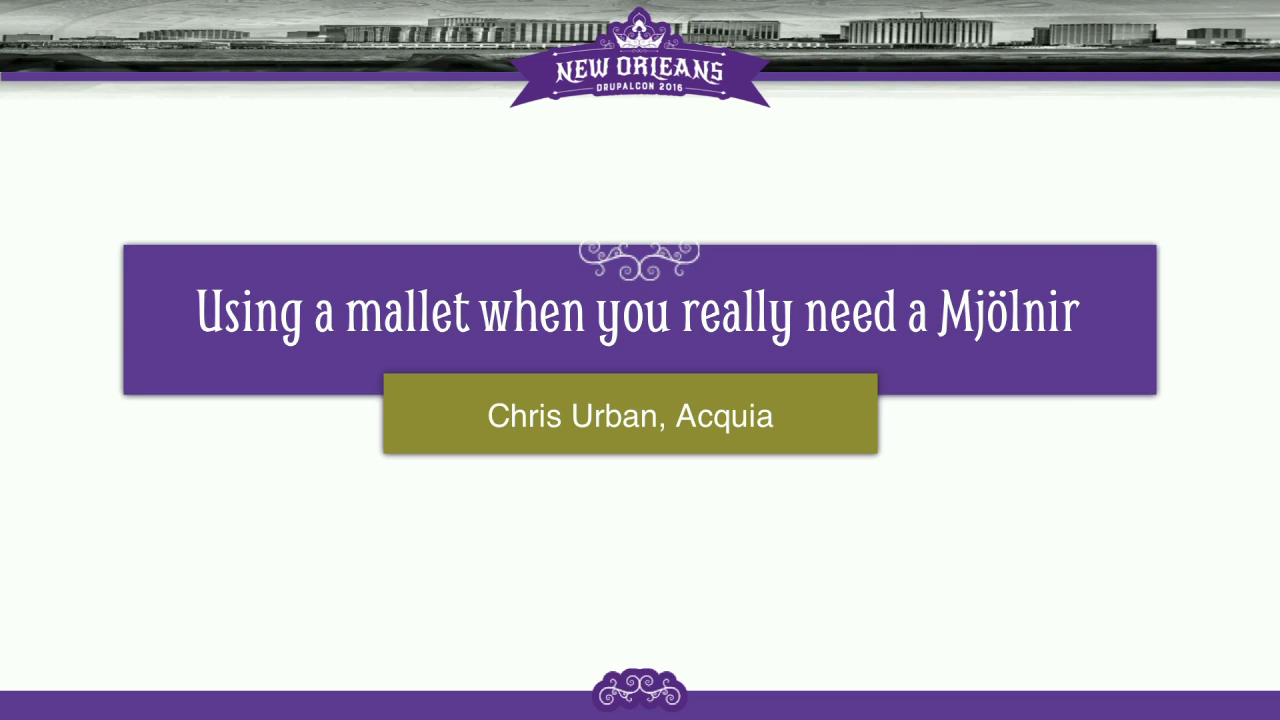 NEW ORLEANS
DRUPALCON 2016
Using a mallet when you really need a Mjölnir
Chris Urban, Acquia